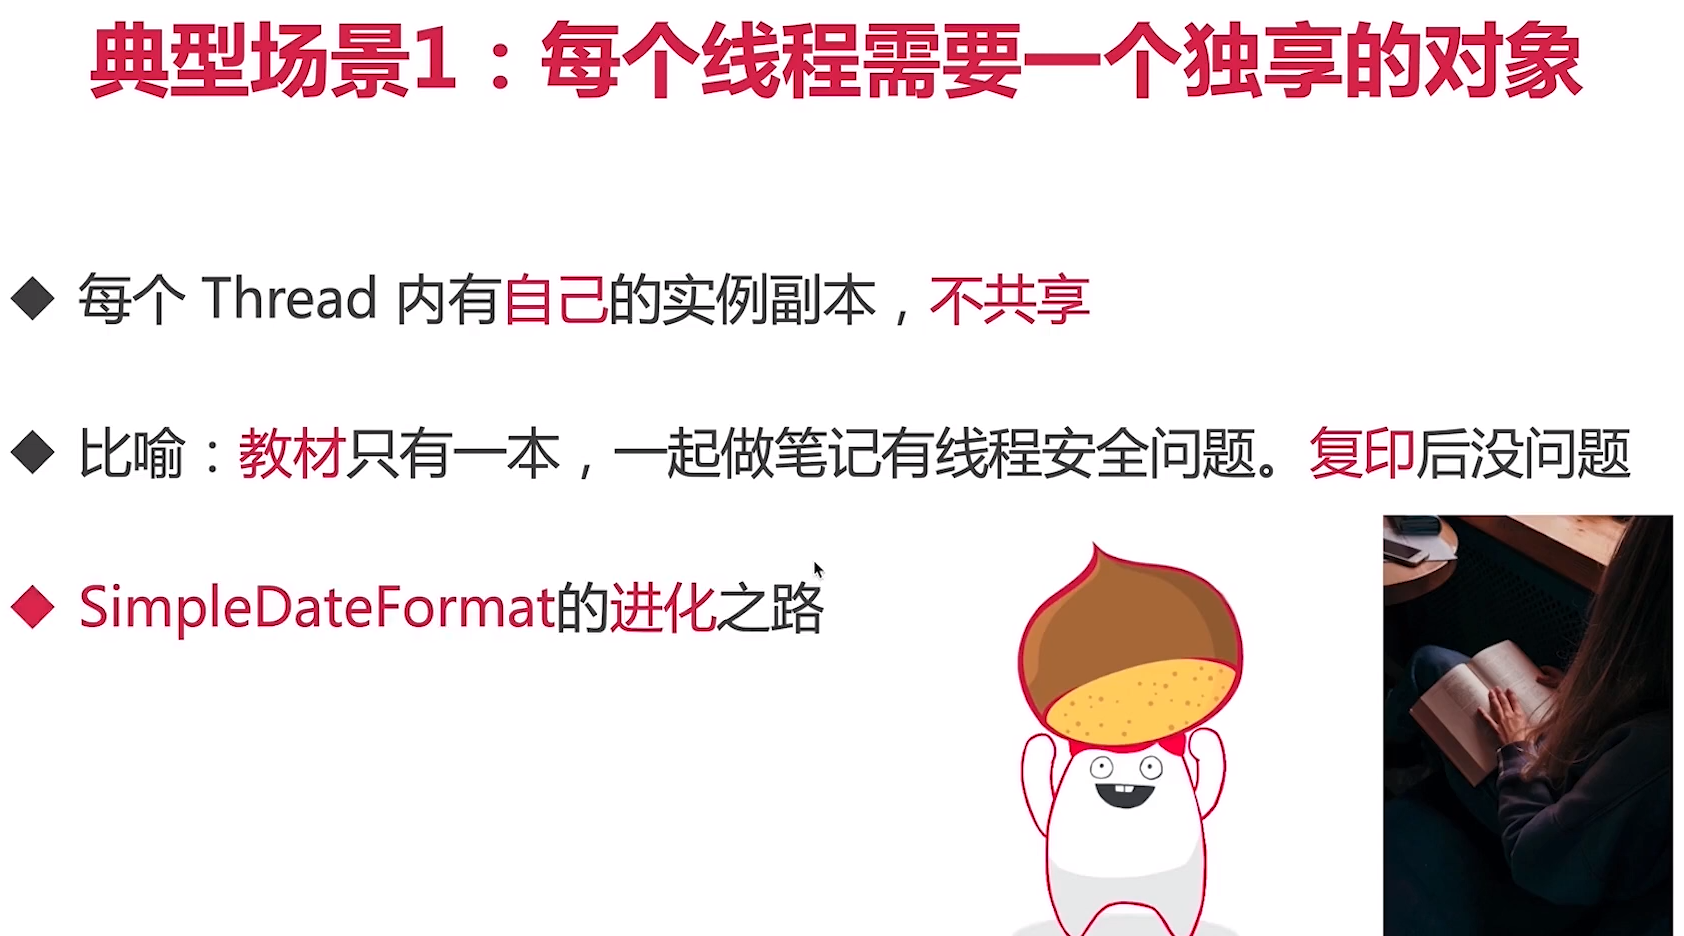 典型场景1：每个线程需要一个独享的对象
每个 Thread 内有自己的实例副本，不共享
比喻：教材只有一本，一起做笔记有线程安全问题。复印后没问题
SimpleDateFormat的进化之路